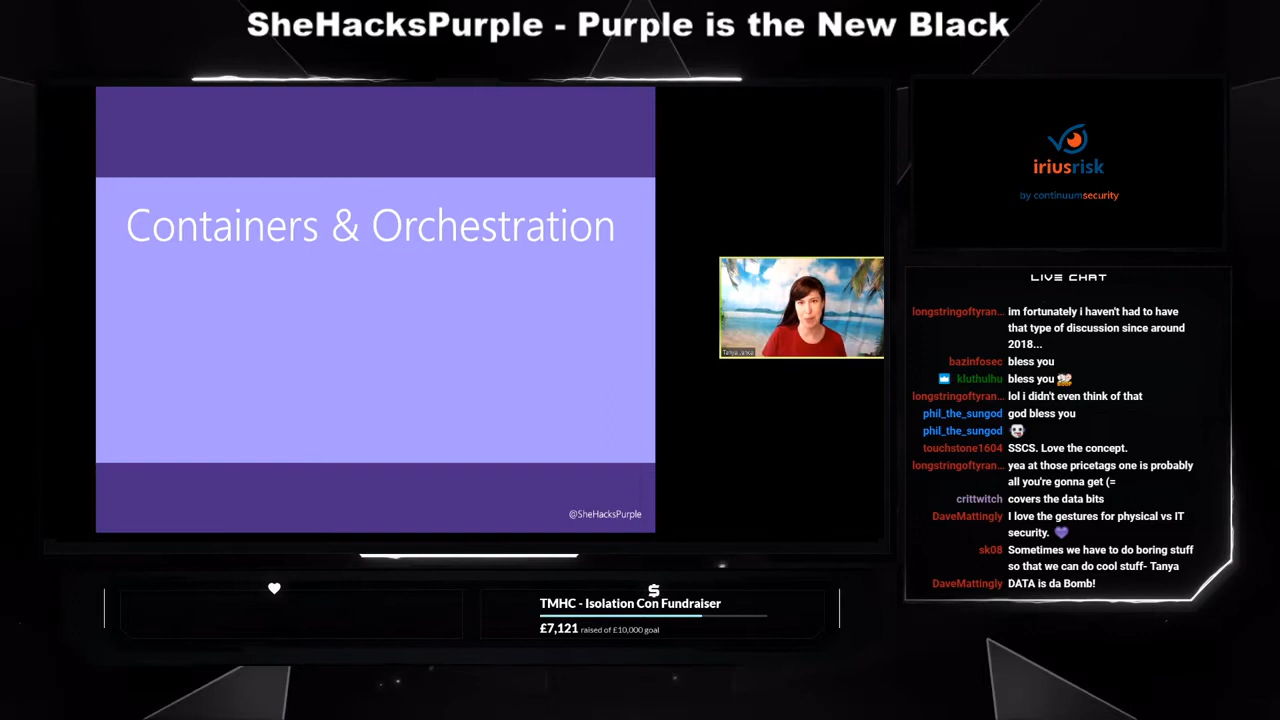 SheHacksPurple - Purple is the New Black
Containers & Orchestration
@SheHacksPurple
iriusrisk
by continuumsecurity
LIVE CHAT
longstringoftyran... im fortunately i haven't had to have
that type of discussion since around
2018...
bazinfosec bless you
kluthulhu bless you
longstringoftyran... lol i didn't even think of that
phil_the_sungod god bless you
phil_the_sungod
touchstone1604 SSCS. Love the concept.
longstringoftyran... yea at those pricetags one is probably
all you're gonna get (=
crittwitch covers the data bits
DaveMattingly I love the gestures for physical vs IT
security.
sk08 Sometimes we have to do boring stuff
so that we can do cool stuff- Tanya
DaveMattingly DATA is da Bomb!
TMHC - Isolation Con Fundraiser
£7,121 raised of £10,000 goal